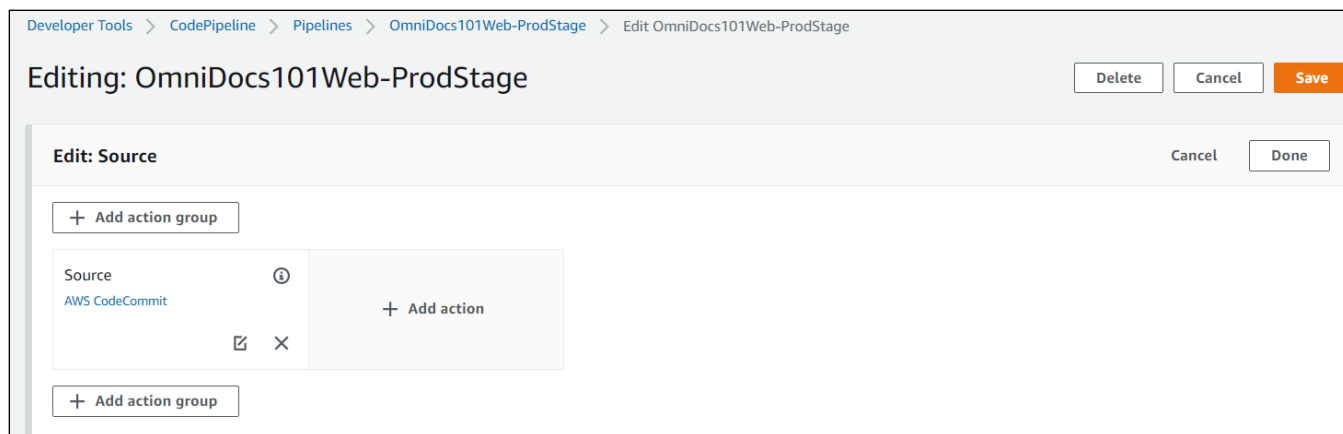 Developer Tools > CodePipeline > Pipelines > OmniDocs101Web-ProdStage > Edit OmniDocs101Web-ProdStage
Editing: OmniDocs101Web-ProdStage
Delete Cancel Save
Edit: Source
Cancel Done
+ Add action group
Source
AWS CodeCommit
+ Add action
+ Add action group